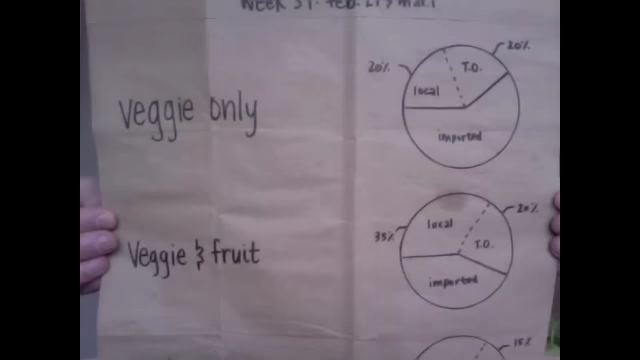 20%
20%
T.O.
local
veggie only
imported
20%
local
35%
T.O.
Veggie & fruit
imported
15%